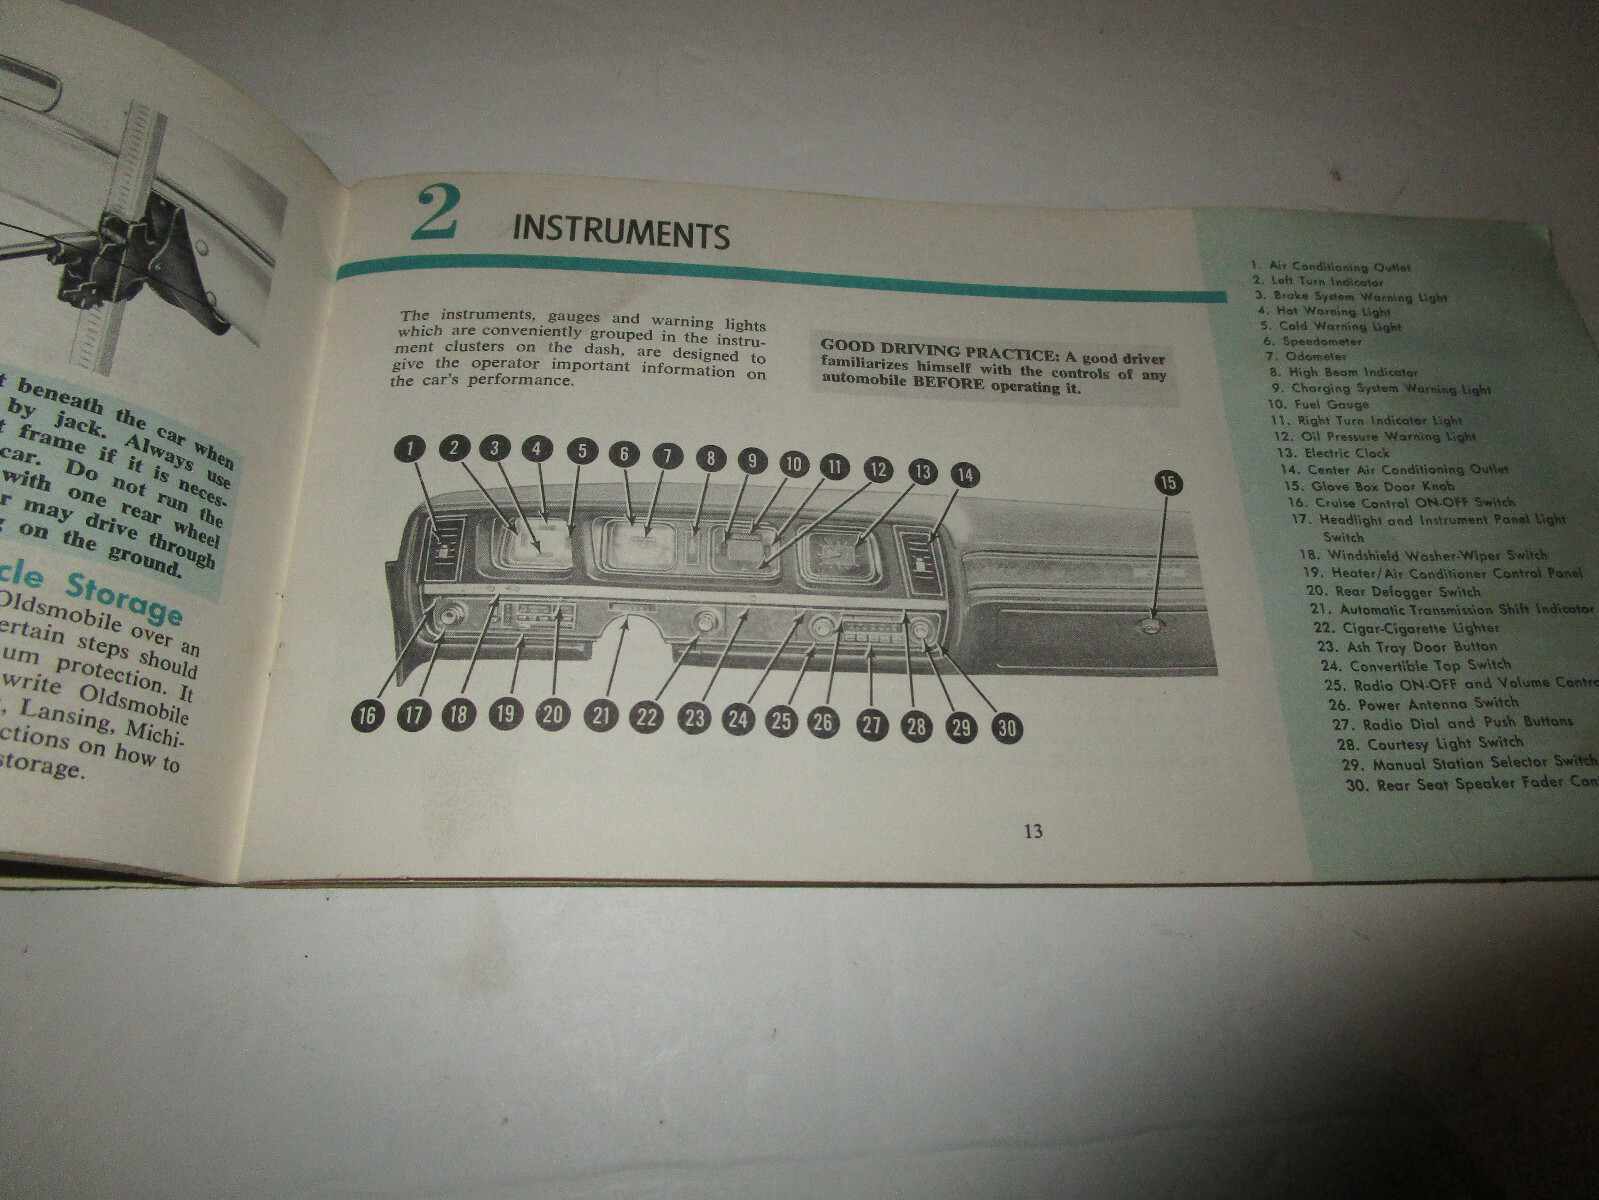 t beneath the car when
by jack. Always use
t frame if it is neces-
car. Do not run the
with one rear wheel
r may drive through
g on the ground.
cle Storage
Oldsmobile over an
ertain steps should
um protection. It
write Oldsmobile
, Lansing, Michi-
ctions on how to
storage.
2 INSTRUMENTS
The instruments, gauges and warning lights
which are conveniently grouped in the instru-
ment clusters on the dash, are designed to
give the operator important information on
the car's performance.
GOOD DRIVING PRACTICE: A good driver
familiarizes himself with the controls of any
automobile BEFORE operating it.
1 2 3 4 5 6 7 8 9 10 11 12 13 14 15
16 17 18 19 20 21 22 23 24 25 26 27 28 29 30
13
1. Air Conditioning Outlet
2. Left Turn Indicator
3. Brake System Warning Light
4. Hot Warning Light
5. Cold Warning Light
6. Speedometer
7. Odometer
8. High Beam Indicator
9. Charging System Warning Light
10. Fuel Gauge
11. Right Turn Indicator Light
12. Oil Pressure Warning Light
13. Electric Clock
14. Center Air Conditioning Outlet
15. Glove Box Door Knob
16. Cruise Control ON-OFF Switch
17. Headlight and Instrument Panel Light
Switch
18. Windshield Washer-Wiper Switch
19. Heater/Air Conditioner Control Panel
20. Rear Defogger Switch
21. Automatic Transmission Shift Indicator
22. Cigar-Cigarette Lighter
23. Ash Tray Door Button
24. Convertible Top Switch
25. Radio ON-OFF and Volume Contro
26. Power Antenna Switch
27. Radio Dial and Push Buttons
28. Courtesy Light Switch
29. Manual Station Selector Switch
30. Rear Seat Speaker Fader Con